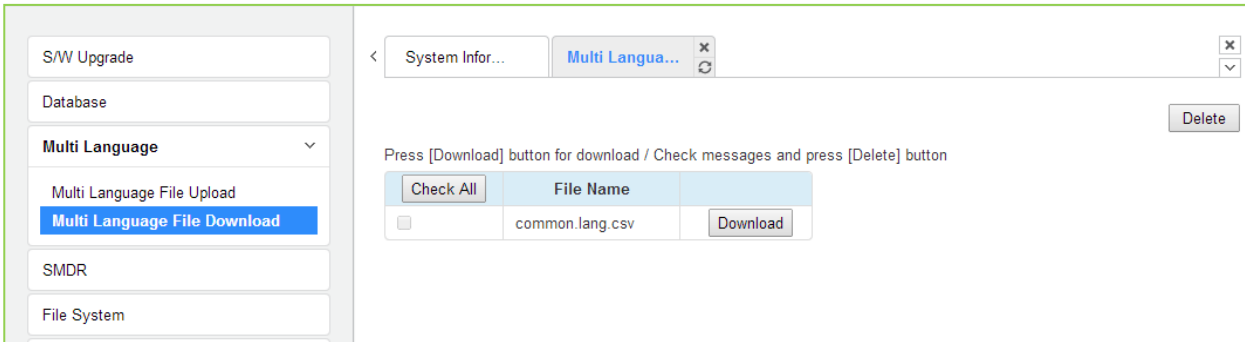 S/W Upgrade
Database
Multi Language
Multi Language File Upload
Multi Language File Download
SMDR
File System
System Infor...
Multi Langua...
Delete
Press [Download] button for download / Check messages and press [Delete] button
Check All File Name
common.lang.csv Download